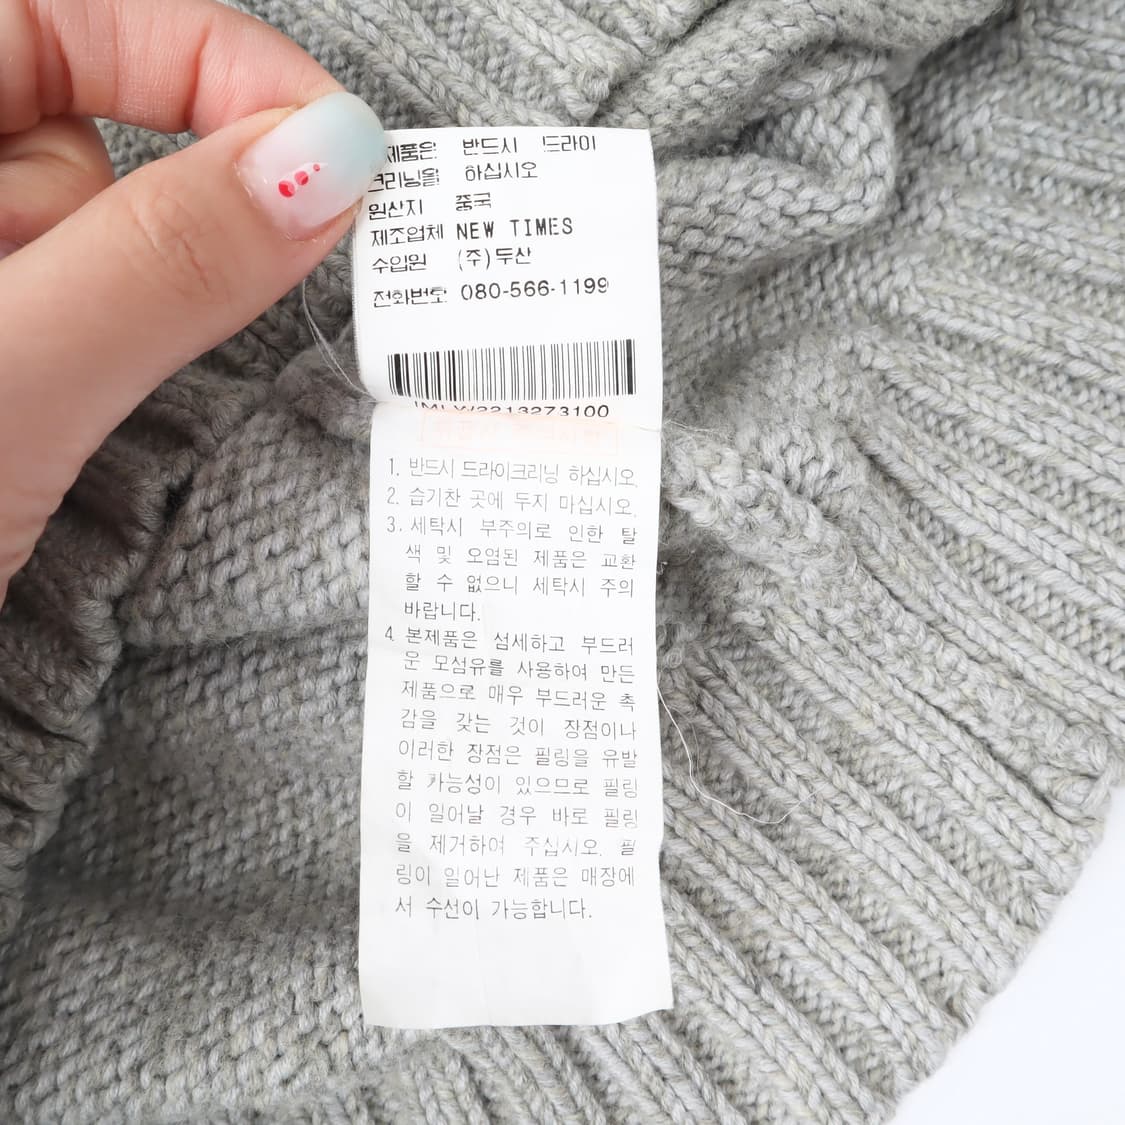 제품은 반드시 드라이
크리닝을 하십시오
원산지 중국
제조업체 NEW TIMES
수입원 (주)두산
전화번호 080-566-1199
1. 반드시 드라이크리닝 하십시오.
2. 습기찬 곳에 두지 마십시오.
3. 세탁시 부주의로 인한 탈
색 및 오염된 제품은 교환
할 수 없으니 세탁시 주의
바랍니다.
4. 본제품은 섬세하고 부드러
운 모섬유를 사용하여 만든
제품으로 매우 부드러운 촉
감을 갖는 것이 장점이나
이러한 장점은 필링을 유발
할 가능성이 있으므로 필링
이 일어날 경우 바로 필링
을 제거하여 주십시오. 필
링이 일어난 제품은 매장에
서 수선이 가능합니다.